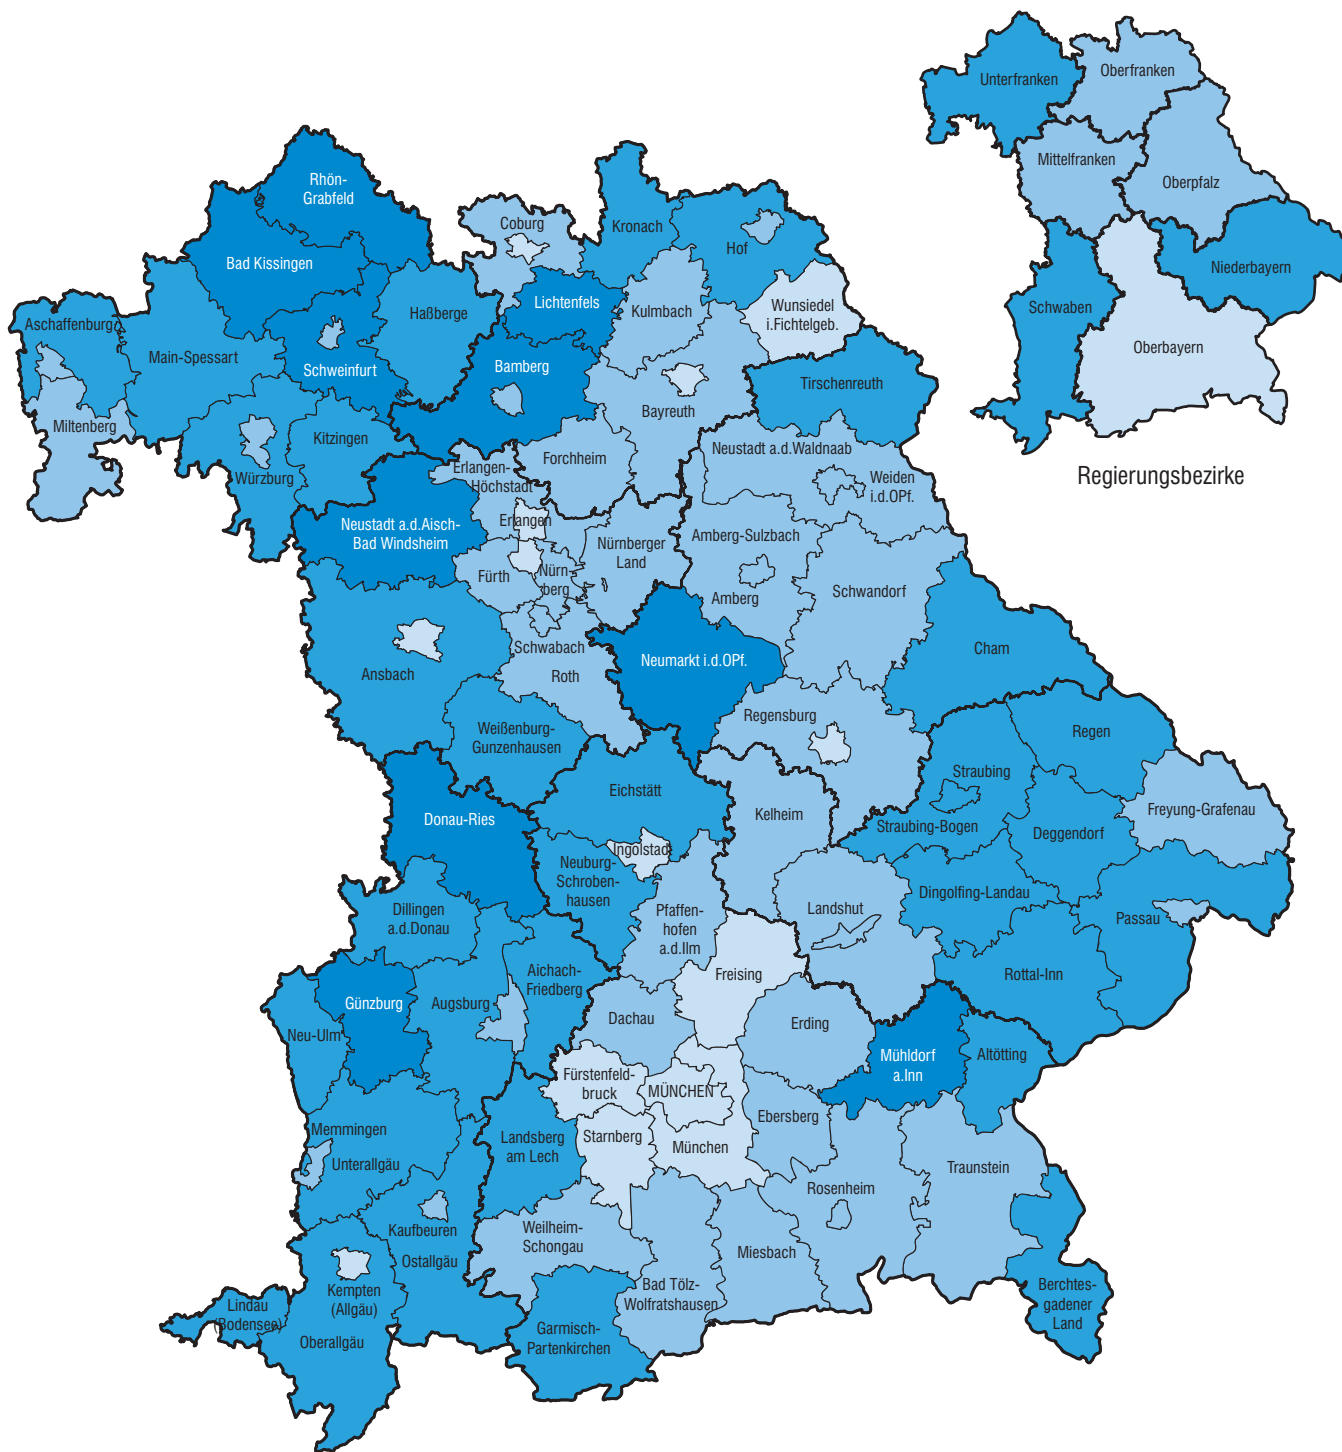 Unterfranken
Oberfranken
Mittelfranken
Oberpfalz
Niederbayern
Schwaben
Oberbayern
Regierungsbezirke
Rhön-
Grabfeld
Bad Kissingen
Coburg
Kronach
Hof
Lichtenfels
Kulmbach
Wunsiedel
i.Fichtelgeb.
Haßberge
Aschaffenburg
Main-Spessart
Schweinfurt
Bamberg
Tirschenreuth
Bayreuth
Miltenberg
Kitzingen
Würzburg
Forchheim
Erlangen-
Höchstadt
Neustadt a.d.Waldnaab
Weiden
i.d.OPf.
Neustadt a.d.Aisch-
Bad Windsheim
Erlangen
Nürnberger
Land
Amberg-Sulzbach
Fürth
Nürn-
berg
Amberg
Schwandorf
Schwabach
Roth
Neumarkt i.d.OPf.
Cham
Ansbach
Weißenburg-
Gunzenhausen
Regensburg
Regen
Straubing
Freyung-Grafenau
Eichstätt
Kelheim
Straubing-Bogen
Deggendorf
Donau-Ries
Ingolstadt
Neuburg-
Schroben-
hausen
Dingolfing-Landau
Dillingen
a.d.Donau
Pfaffen-
hofen
a.d.Ilm
Landshut
Passau
Rottal-Inn
Aichach-
Friedberg
Freising
Günzburg
Augsburg
Neu-Ulm
Dachau
Erding
Mühldorf
a.Inn
Altötting
Fürstenfeld-
bruck
MÜNCHEN
Ebersberg
Memmingen
Unterallgäu
Landsberg
am Lech
Starnberg
München
Traunstein
Rosenheim
Kaufbeuren
Ostallgäu
Weilheim-
Schongau
Miesbach
Bad Tölz-
Wolfratshausen
Kempten
(Allgäu)
Lindau
(Bodensee)
Oberallgäu
Garmisch-
Partenkirchen
Berchtes-
gadener
Land